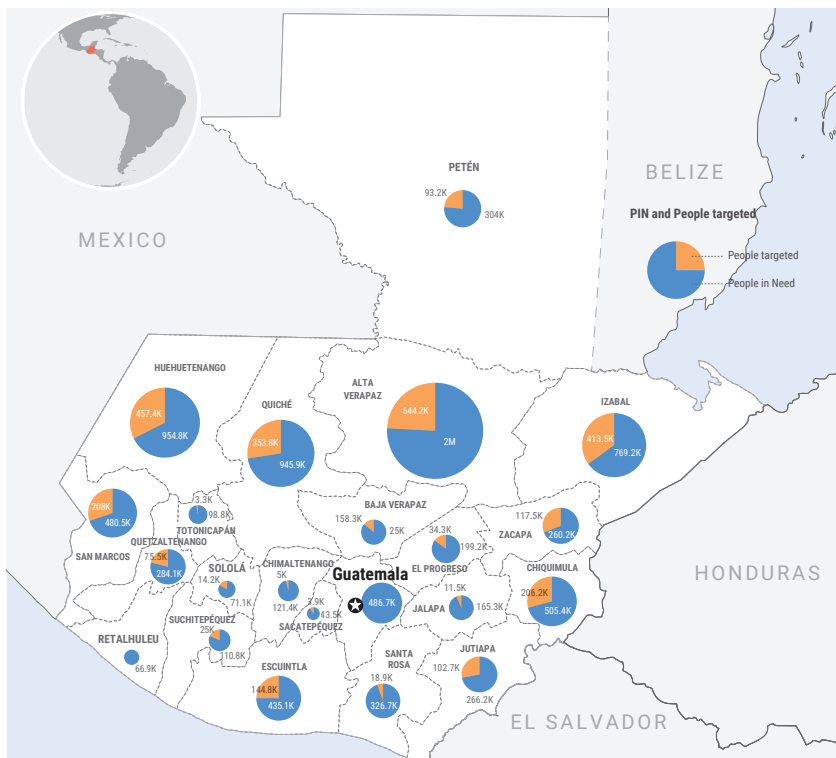 PETÉN
93.2K
304K
BELIZE
PIN and People targeted
People targeted
People in Need
MEXICO
HUEHUETENANGO
457.4K
954.8K
QUICHÉ
353.8K
945.9K
ALTA
VERAPAZ
644.2K
2M
IZABAL
413.5K
769.2K
208K
480.5K
SAN MARCOS
3.3K
98.8K
TOTONICAPÁN
QUETZALTENANGO
75.5K
284.1K
BAJA VERAPAZ
158.3K
25K
34.3K
199.2K
EL PROGRESO
117.5K
ZACAPA
260.2K
SOLOLÁ
14.2K
71.1K
CHIMALTENANGO
5K
121.4K
Guatemala
486.7K
3.9K
43.5K
SACATEPÉQUEZ
11.5K
JALAPA
165.3K
CHIQUIMULA
206.2K
505.4K
HONDURAS
RETALHULEU
66.9K
SUCHITEPÉQUEZ
25K
110.8K
ESCUINTLA
144.8K
435.1K
SANTA
ROSA
18.9K
326.7K
JUTIAPA
102.7K
266.2K
EL SALVADOR